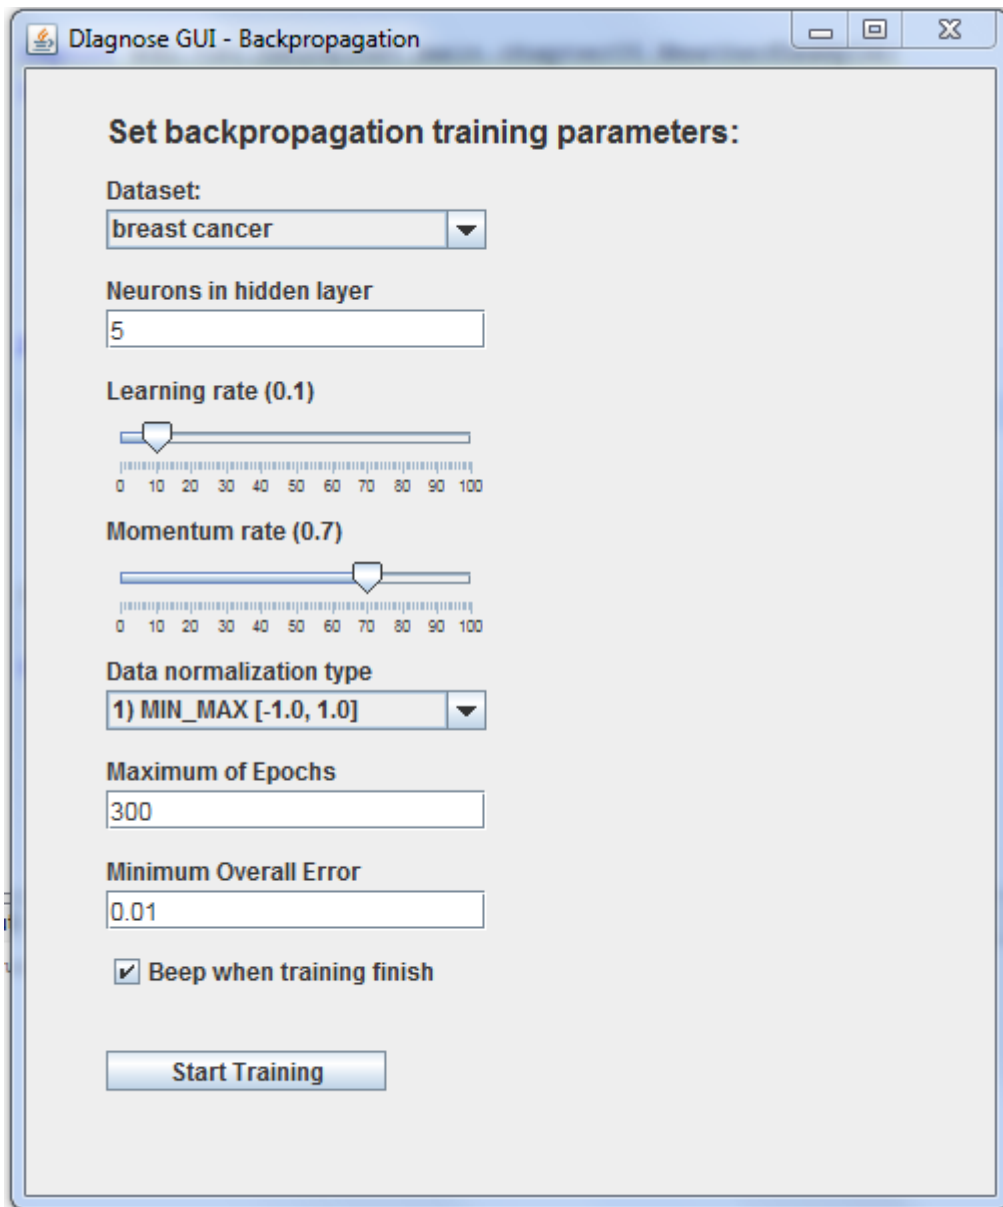 DIagnose GUI - Backpropagation
Set backpropagation training parameters:
Dataset:
breast cancer
Neurons in hidden layer
5
Learning rate (0.1)
0 10 20 30 40 50 60 70 80 90 100
Momentum rate (0.7)
0 10 20 30 40 50 60 70 80 90 100
Data normalization type
1) MIN_MAX [-1.0, 1.0]
Maximum of Epochs
300
Minimum Overall Error
0.01
Beep when training finish
Start Training